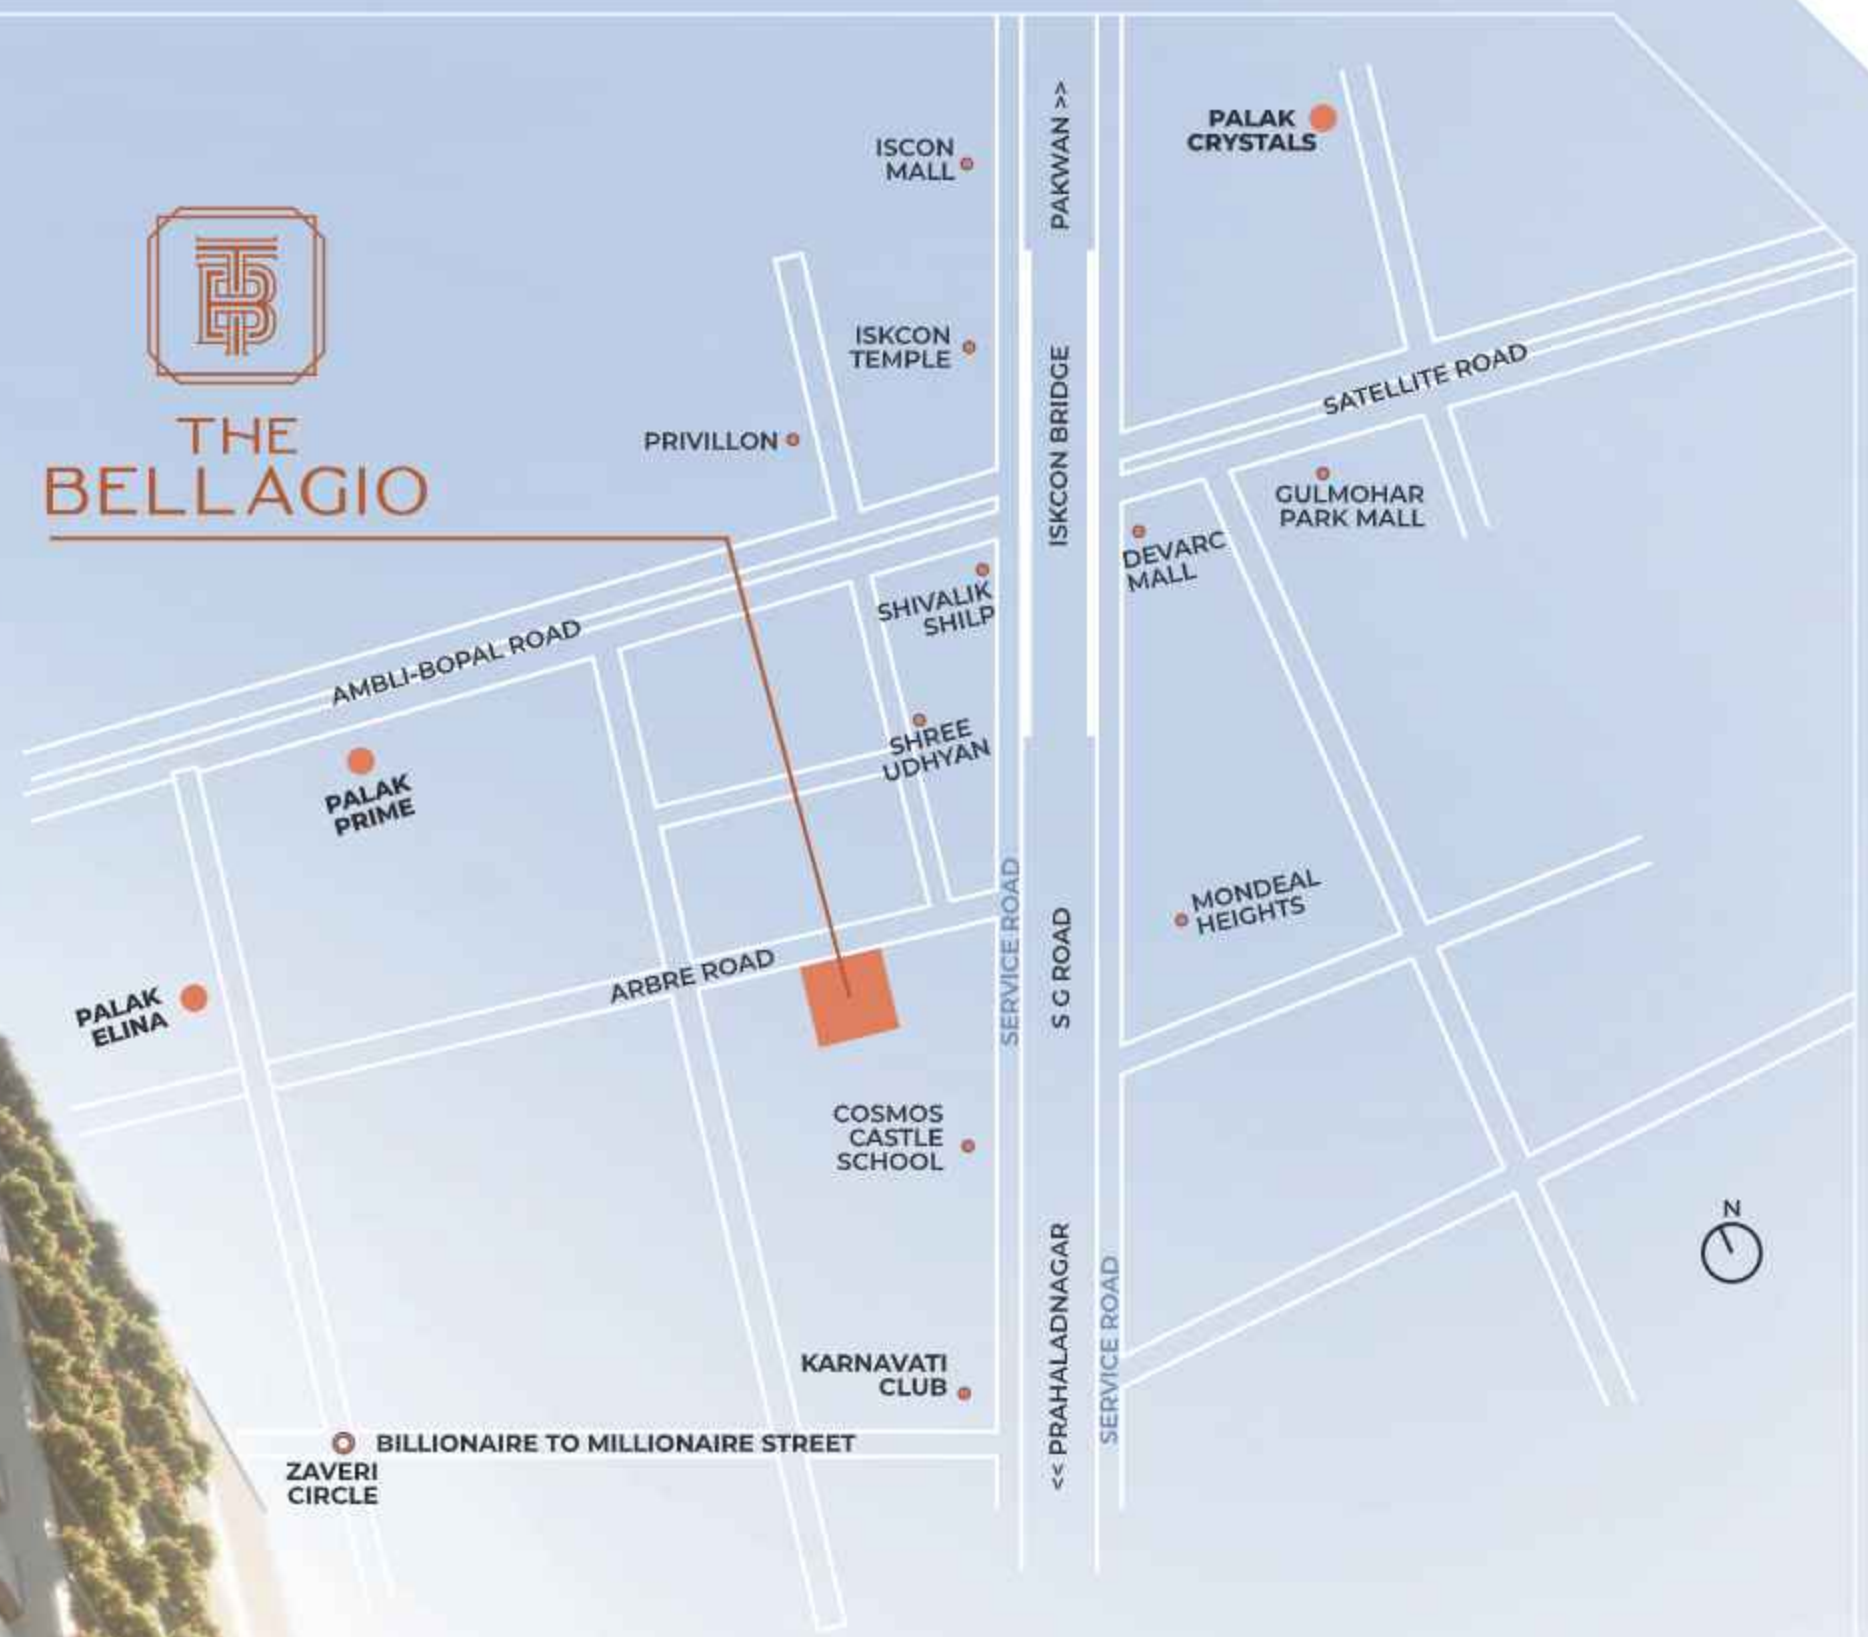 PAKWAN >>
PALAK
CRYSTALS
ISCON
MALL
TB
THE
BELLAGIO
ISKCON
TEMPLE
PRIVILLON
ISKCON BRIDGE
SATELLITE ROAD
GULMOHAR
PARK MALL
DEVARC
MALL
SHIVALIK
SHILP
AMBLI-BOPAL ROAD
SHREE
UDHYAN
PALAK
PRIME
MONDEAL
HEIGHTS
SERVICE ROAD
S G ROAD
ARBRE ROAD
PALAK
ELINA
COSMOS
CASTLE
SCHOOL
N
<< PRAHALADNAGAR
SERVICE ROAD
KARNAVATI
CLUB
BILLIONAIRE TO MILLIONAIRE STREET
ZAVERI
CIRCLE